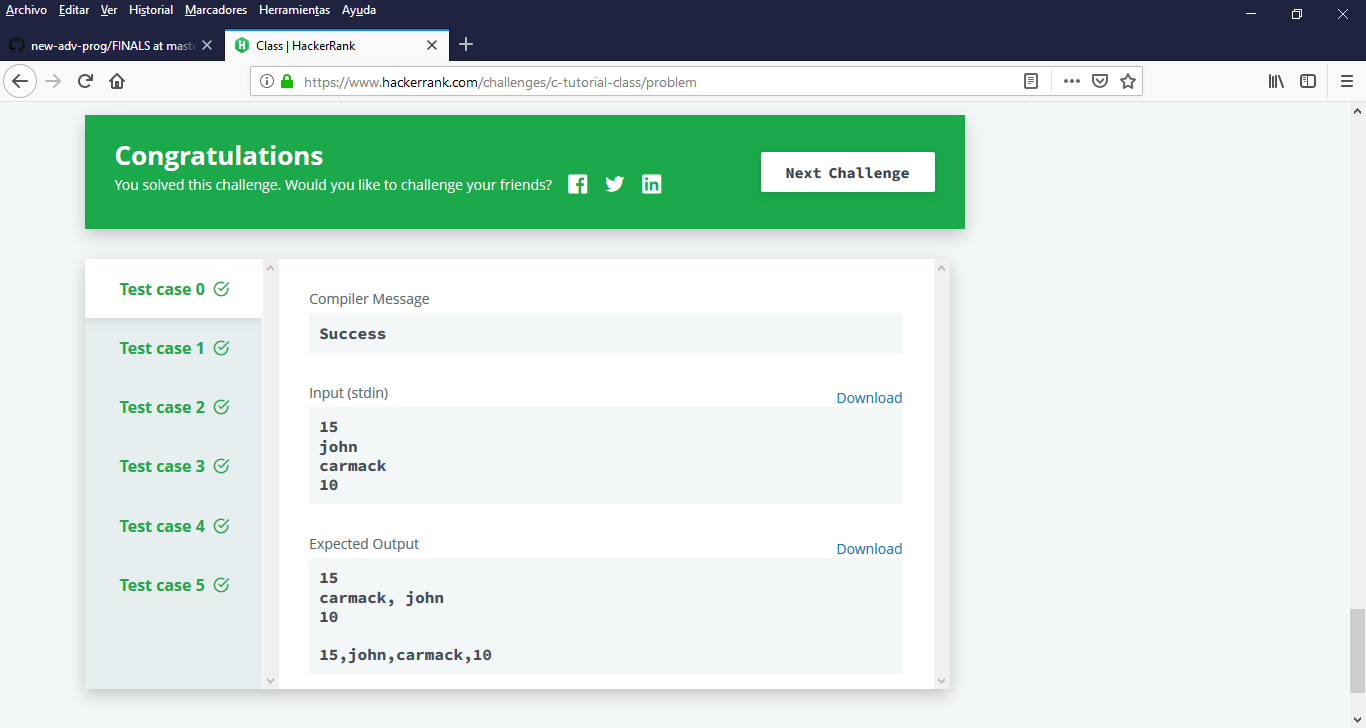 Archivo Editar Ver Historial Marcadores Herramientas Ayuda
new-adv-prog/FINALS at mast
Class | HackerRank
https://www.hackerrank.com/challenges/c-tutorial-class/problem
Congratulations
You solved this challenge. Would you like to challenge your friends?
Next Challenge
Test case 0
Test case 1
Test case 2
Test case 3
Test case 4
Test case 5
Compiler Message
Success
Input (stdin)
Download
15
john
carmack
10
Expected Output
Download
15
carmack, john
10
15,john,carmack,10